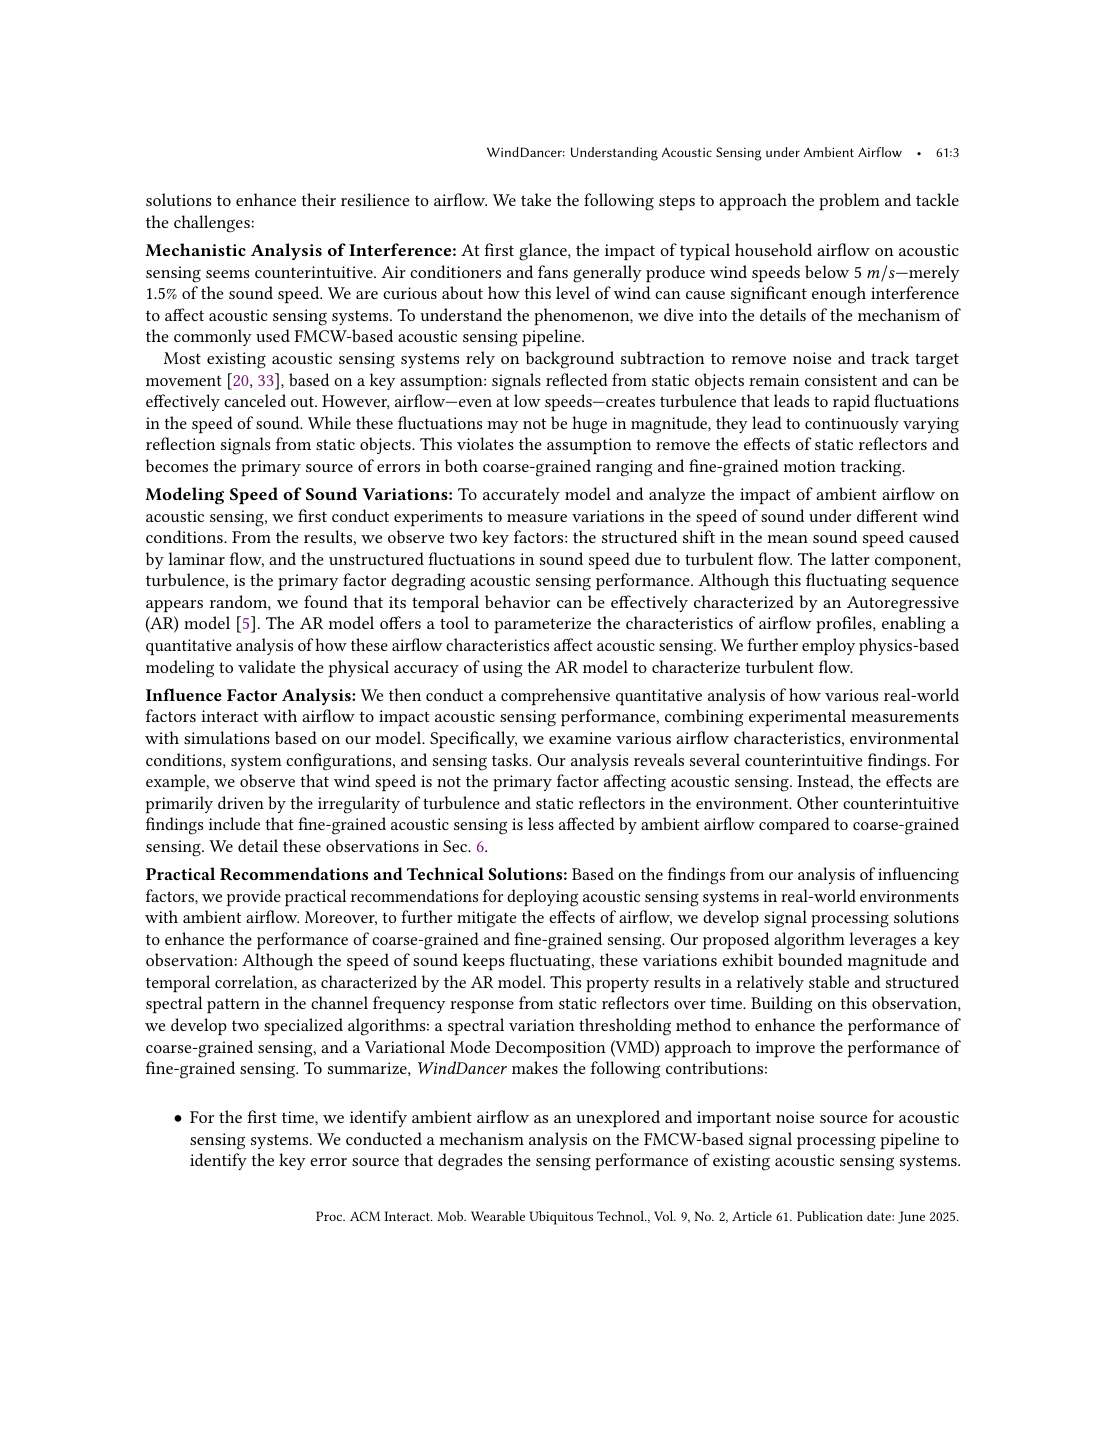 WindDancer: Understanding Acoustic Sensing under Ambient Airflow • 61:3
solutions to enhance their resilience to airflow. We take the following steps to approach the problem and tackle
the challenges:
Mechanistic Analysis of Interference: At first glance, the impact of typical household airflow on acoustic
sensing seems counterintuitive. Air conditioners and fans generally produce wind speeds below 5 m/s—merely
1.5% of the sound speed. We are curious about how this level of wind can cause significant enough interference
to affect acoustic sensing systems. To understand the phenomenon, we dive into the details of the mechanism of
the commonly used FMCW-based acoustic sensing pipeline.
Most existing acoustic sensing systems rely on background subtraction to remove noise and track target
movement [20, 33], based on a key assumption: signals reflected from static objects remain consistent and can be
effectively canceled out. However, airflow—even at low speeds—creates turbulence that leads to rapid fluctuations
in the speed of sound. While these fluctuations may not be huge in magnitude, they lead to continuously varying
reflection signals from static objects. This violates the assumption to remove the effects of static reflectors and
becomes the primary source of errors in both coarse-grained ranging and fine-grained motion tracking.
Modeling Speed of Sound Variations: To accurately model and analyze the impact of ambient airflow on
acoustic sensing, we first conduct experiments to measure variations in the speed of sound under different wind
conditions. From the results, we observe two key factors: the structured shift in the mean sound speed caused
by laminar flow, and the unstructured fluctuations in sound speed due to turbulent flow. The latter component,
turbulence, is the primary factor degrading acoustic sensing performance. Although this fluctuating sequence
appears random, we found that its temporal behavior can be effectively characterized by an Autoregressive
(AR) model [5]. The AR model offers a tool to parameterize the characteristics of airflow profiles, enabling a
quantitative analysis of how these airflow characteristics affect acoustic sensing. We further employ physics-based
modeling to validate the physical accuracy of using the AR model to characterize turbulent flow.
Influence Factor Analysis: We then conduct a comprehensive quantitative analysis of how various real-world
factors interact with airflow to impact acoustic sensing performance, combining experimental measurements
with simulations based on our model. Specifically, we examine various airflow characteristics, environmental
conditions, system configurations, and sensing tasks. Our analysis reveals several counterintuitive findings. For
example, we observe that wind speed is not the primary factor affecting acoustic sensing. Instead, the effects are
primarily driven by the irregularity of turbulence and static reflectors in the environment. Other counterintuitive
findings include that fine-grained acoustic sensing is less affected by ambient airflow compared to coarse-grained
sensing. We detail these observations in Sec. 6.
Practical Recommendations and Technical Solutions: Based on the findings from our analysis of influencing
factors, we provide practical recommendations for deploying acoustic sensing systems in real-world environments
with ambient airflow. Moreover, to further mitigate the effects of airflow, we develop signal processing solutions
to enhance the performance of coarse-grained and fine-grained sensing. Our proposed algorithm leverages a key
observation: Although the speed of sound keeps fluctuating, these variations exhibit bounded magnitude and
temporal correlation, as characterized by the AR model. This property results in a relatively stable and structured
spectral pattern in the channel frequency response from static reflectors over time. Building on this observation,
we develop two specialized algorithms: a spectral variation thresholding method to enhance the performance of
coarse-grained sensing, and a Variational Mode Decomposition (VMD) approach to improve the performance of
fine-grained sensing. To summarize, WindDancer makes the following contributions:
• For the first time, we identify ambient airflow as an unexplored and important noise source for acoustic
sensing systems. We conducted a mechanism analysis on the FMCW-based signal processing pipeline to
identify the key error source that degrades the sensing performance of existing acoustic sensing systems.
Proc. ACM Interact. Mob. Wearable Ubiquitous Technol., Vol. 9, No. 2, Article 61. Publication date: June 2025.